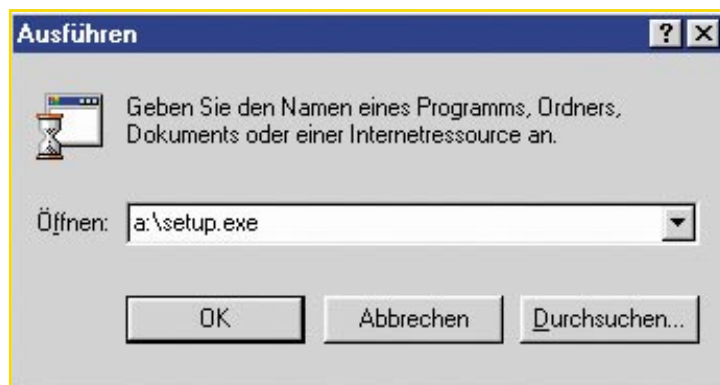 Ausführen
Geben Sie den Namen eines Programms, Ordners,
Dokuments oder einer Internetressource an.
Öffnen: a:\setup.exe
OK Abbrechen Durchsuchen...